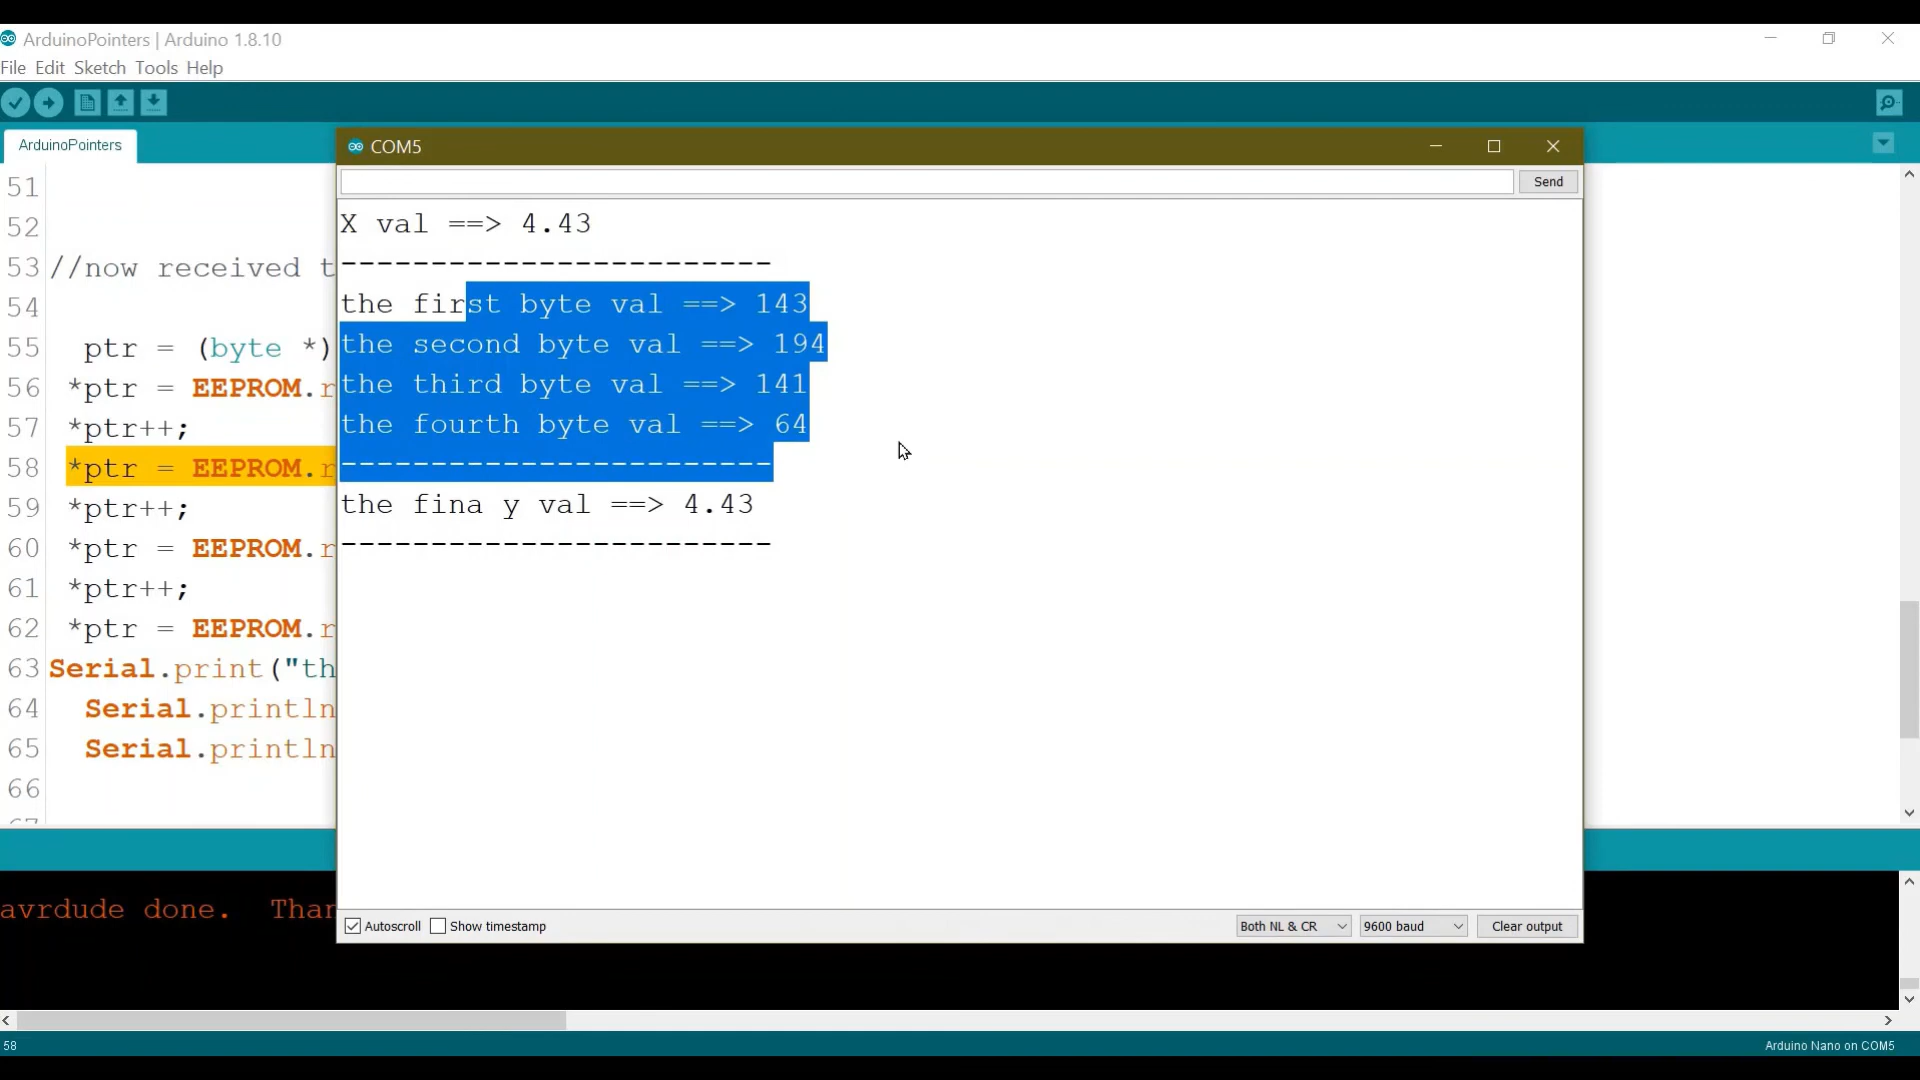 ArduinoPointers | Arduino 1.8.10
File Edit Sketch Tools Help
ArduinoPointers
COM5
Send
X val ==> 4.43
------------------------
the first byte val ==> 143
the second byte val ==> 194
the third byte val ==> 141
the fourth byte val ==> 64
------------------------
the fina y val ==> 4.43
------------------------
51
52
53 //now received t
54
55 ptr = (byte *)
56 *ptr = EEPROM.r
57 *ptr++;
58 *ptr = EEPROM.r
59 *ptr++;
60 *ptr = EEPROM.r
61 *ptr++;
62 *ptr = EEPROM.r
63 Serial.print("th
64 Serial.println
65 Serial.println
66
Autoscroll Show timestamp Both NL & CR 9600 baud Clear output
avrdude done. Than
58 Arduino Nano on COM5